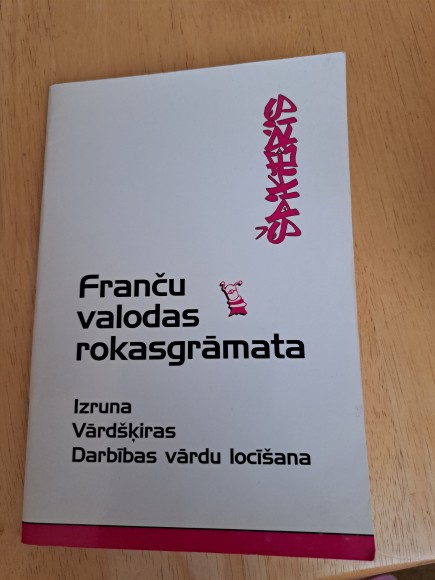 Franču
valodas
rokasgrāmata
Izruna
Vārdšķiras
Darbības vārdu locīšana